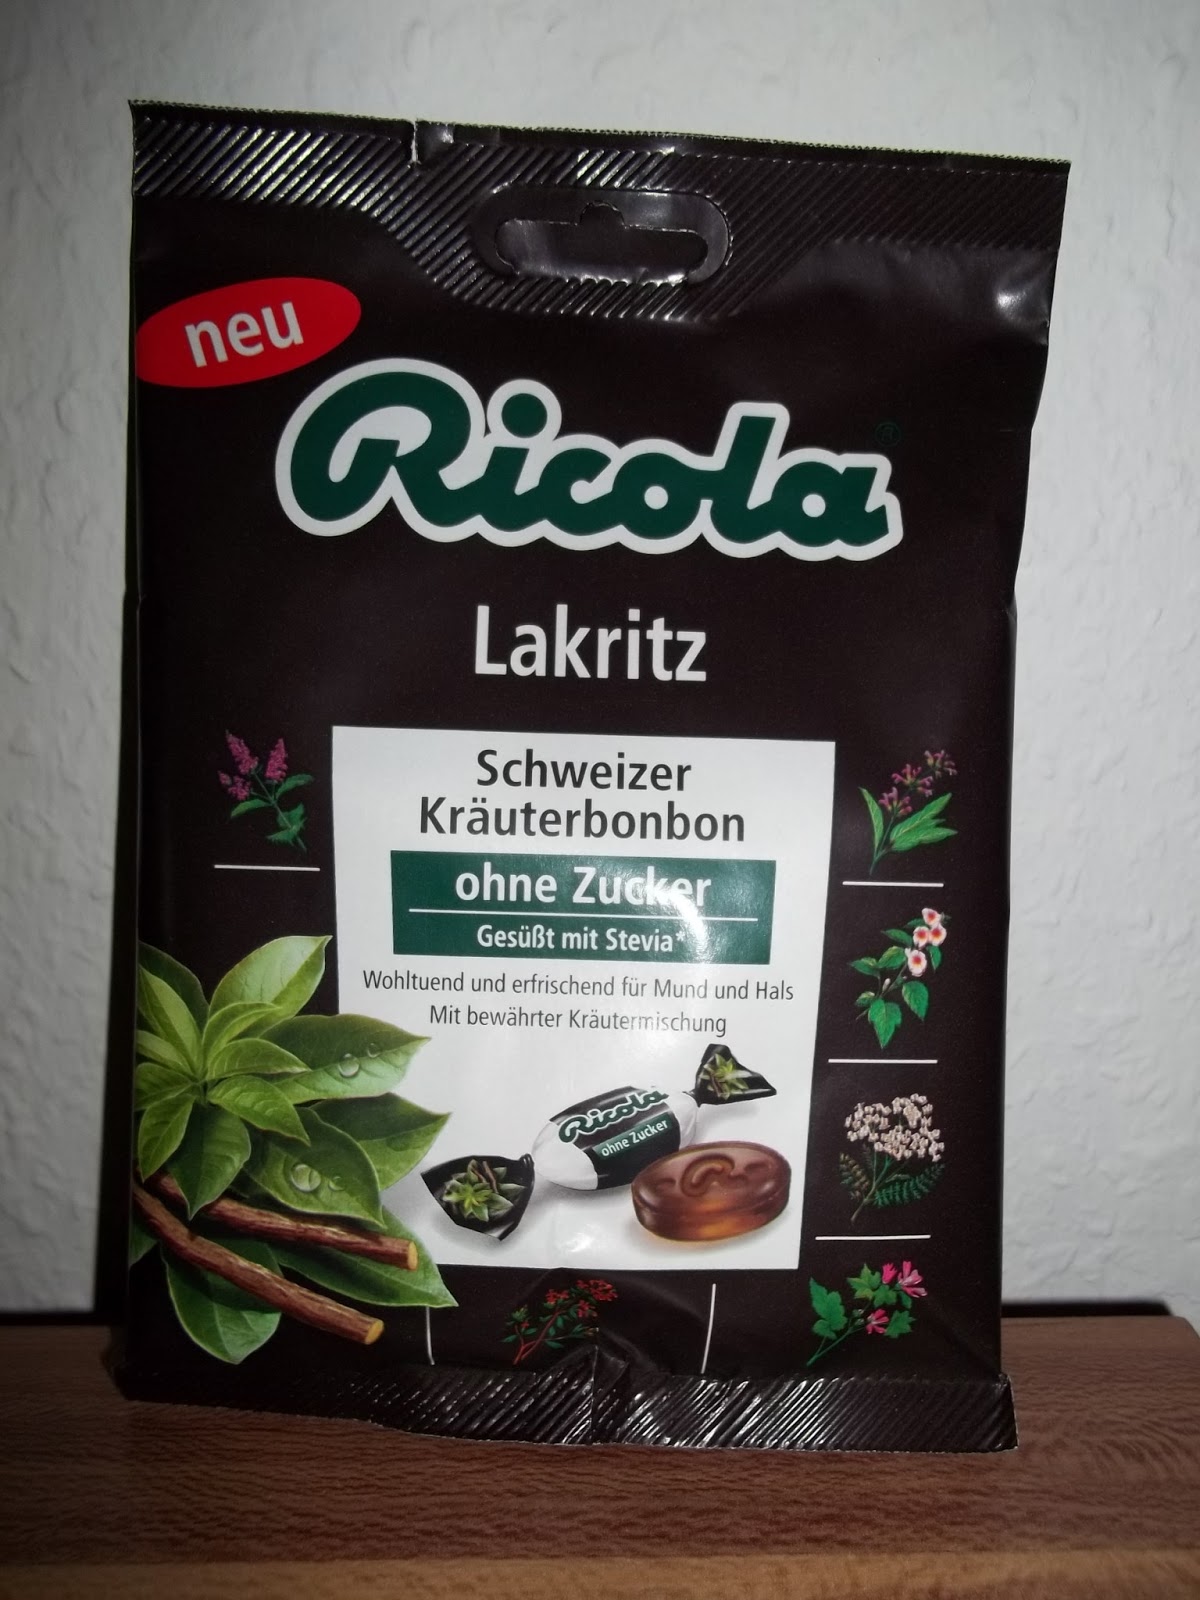 neu
Ricola®
Lakritz
Schweizer
Kräuterbonbon
ohne Zucker
Gesüßt mit Stevia*
Wohltuend und erfrischend für Mund und Hals
Mit bewährter Kräutermischung
Ricola
ohne Zucker